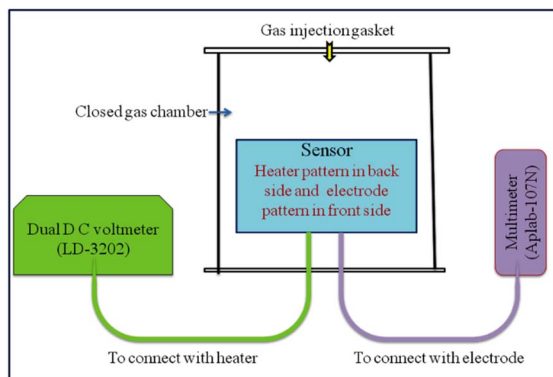 Gas injection gasket
Closed gas chamber
Sensor
Heater pattern in back
side and electrode
pattern in front side
Dual D C voltmeter
(LD-3202)
Multimeter
(Aplab-107N)
To connect with heater
To connect with electrode